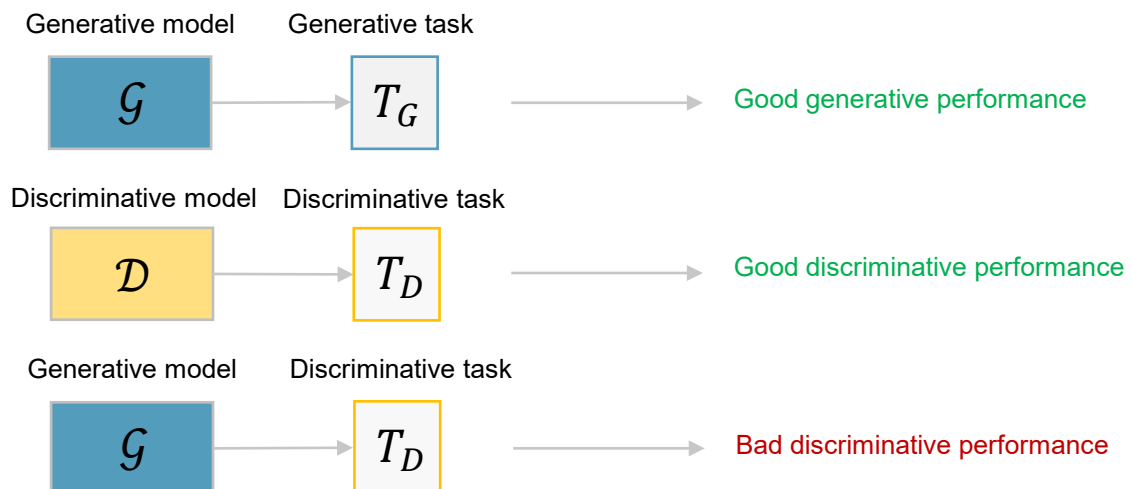 Generative model Generative task
𝒢 T_G Good generative performance
Discriminative model Discriminative task
𝒟 T_D Good discriminative performance
Generative model Discriminative task
𝒢 T_D Bad discriminative performance